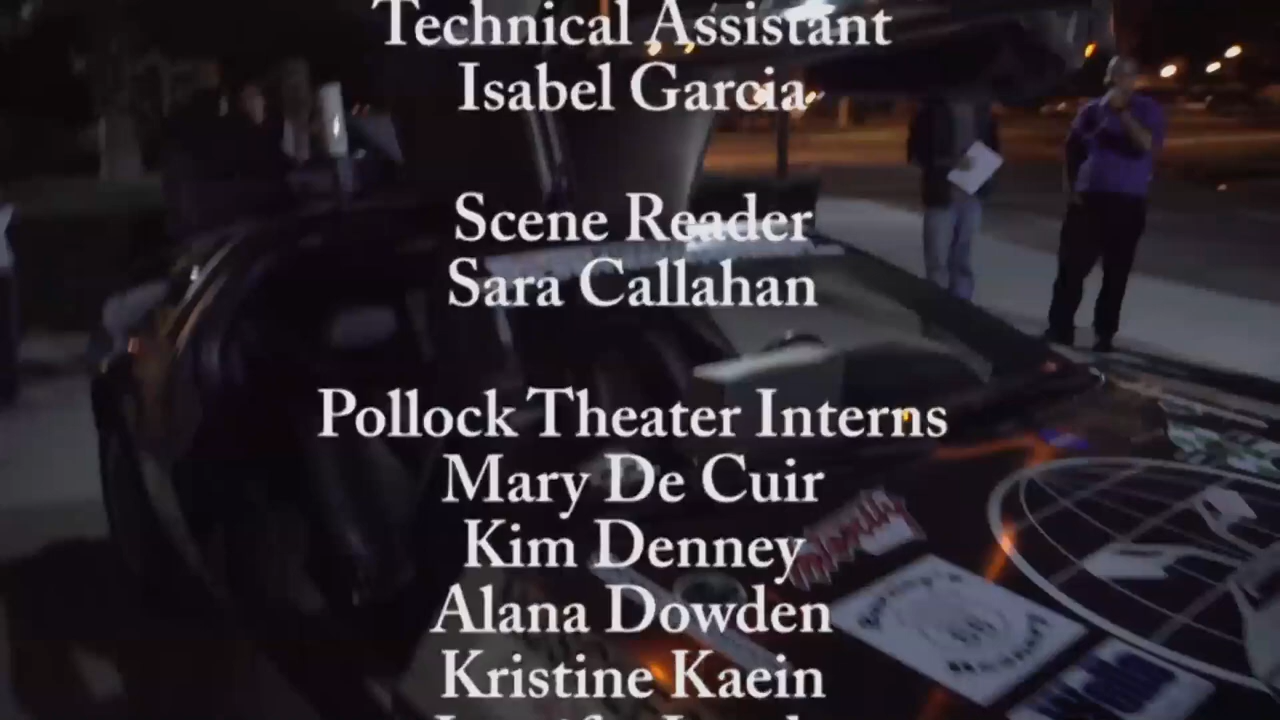 Technical Assistant
Isabel Garcia
Scene Reader
Sara Callahan
Pollock Theater Interns
Mary De Cuir
Kim Denney
Alana Dowden
Kristine Kaein